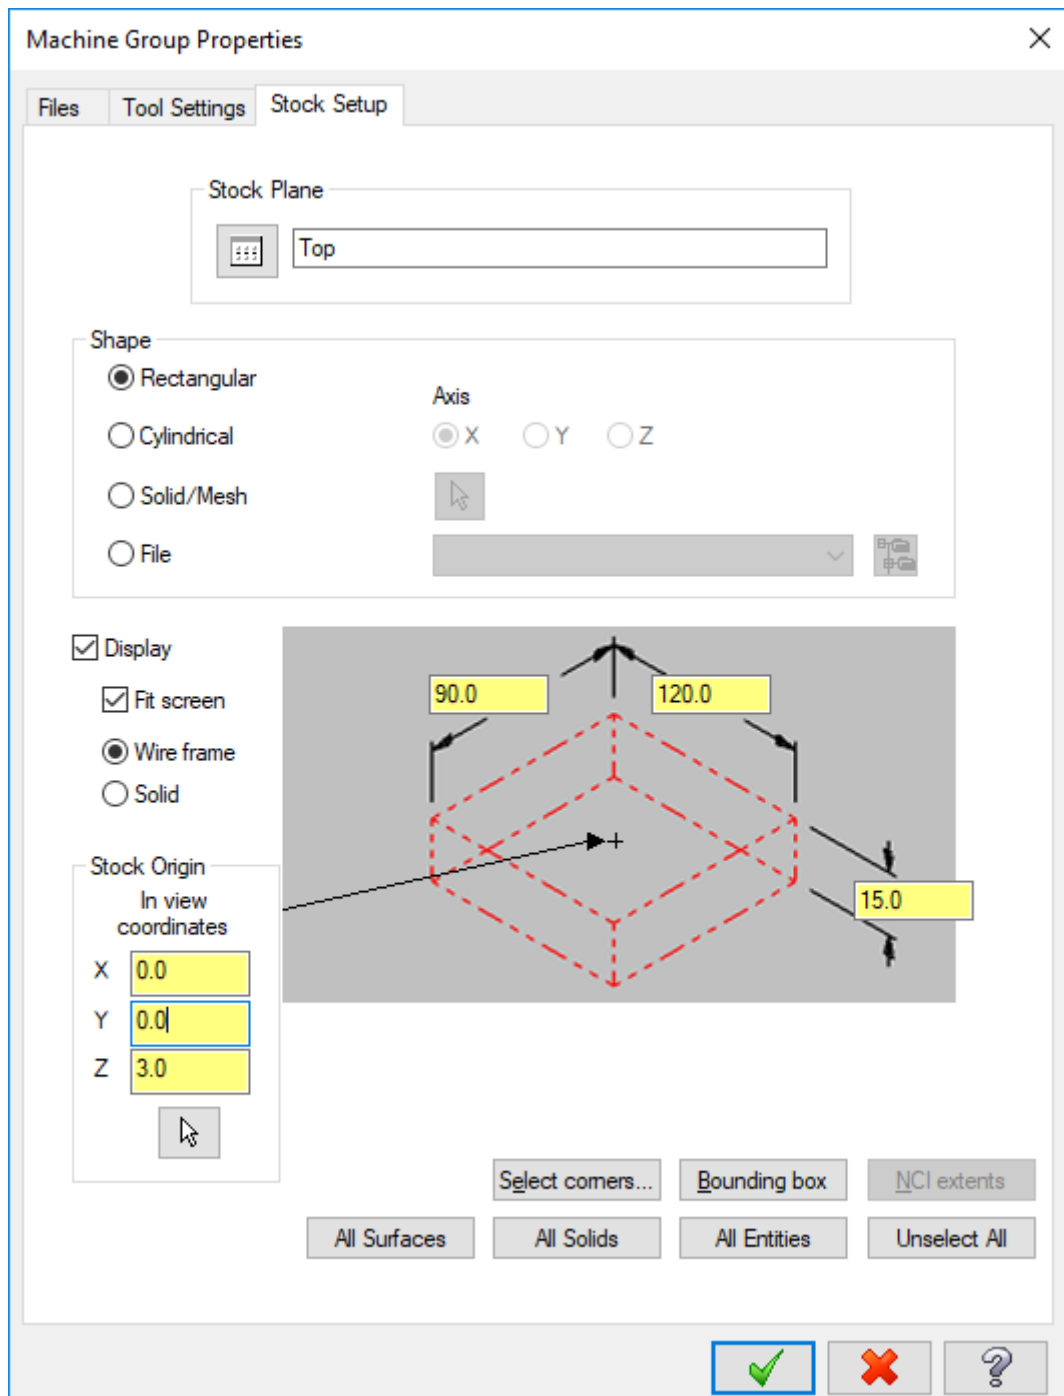 Machine Group Properties
Files Tool Settings Stock Setup
Stock Plane
Top
Shape
Rectangular
Axis
Cylindrical X Y Z
Solid/Mesh
File
Display
90.0 120.0
Fit screen
Wire frame
Solid
Stock Origin
In view
coordinates
15.0
X 0.0
Y 0.0
Z 3.0
Select corners... Bounding box NCI extents
All Surfaces All Solids All Entities Unselect All